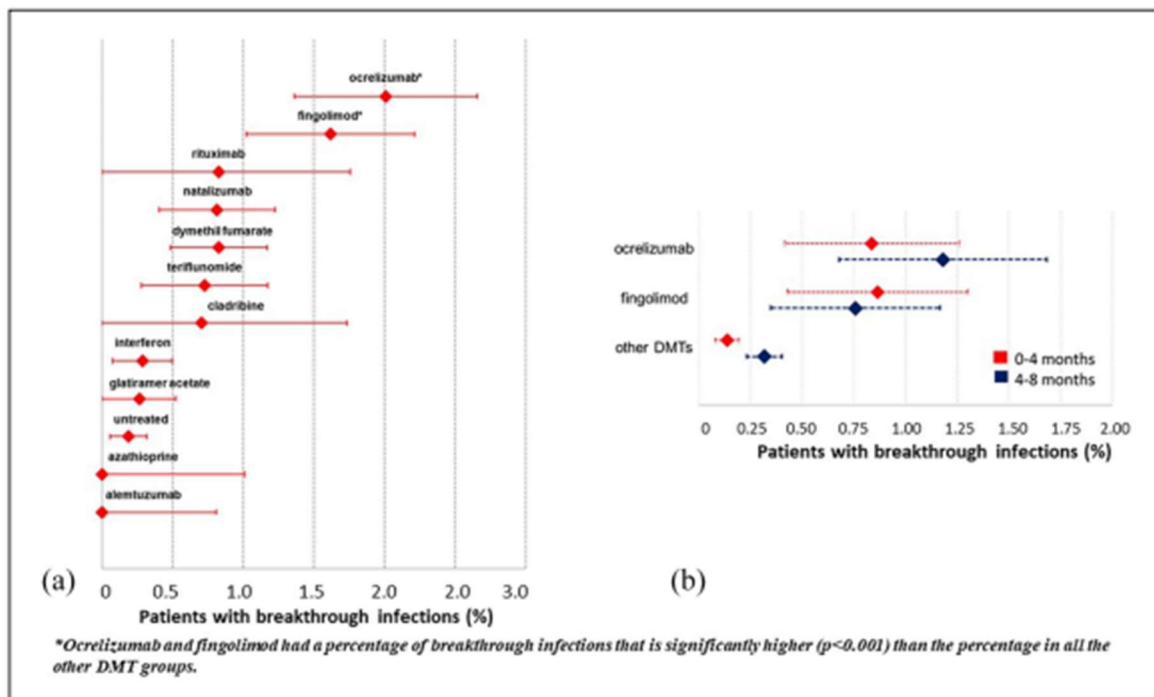 ocrelizumab*
fingolimod*
rituximab
natalizumab
dymethil fumarate
teriflunomide
cladribine
interferon
glatiramer acetate
untreated
azathioprine
alemtuzumab
0 0.5 1.0 1.5 2.0 2.0 3.0
Patients with breakthrough infections (%)
(a)
ocrelizumab
fingolimod
other DMTs
0-4 months
4-8 months
0 0.25 0.75 1.00 1.25 1.75 2.00
Patients with breakthrough infections (%)
(b)
*Ocrelizumab and fingolimod had a percentage of breakthrough infections that is significantly higher (p<0.001) than the percentage in all the
other DMT groups.